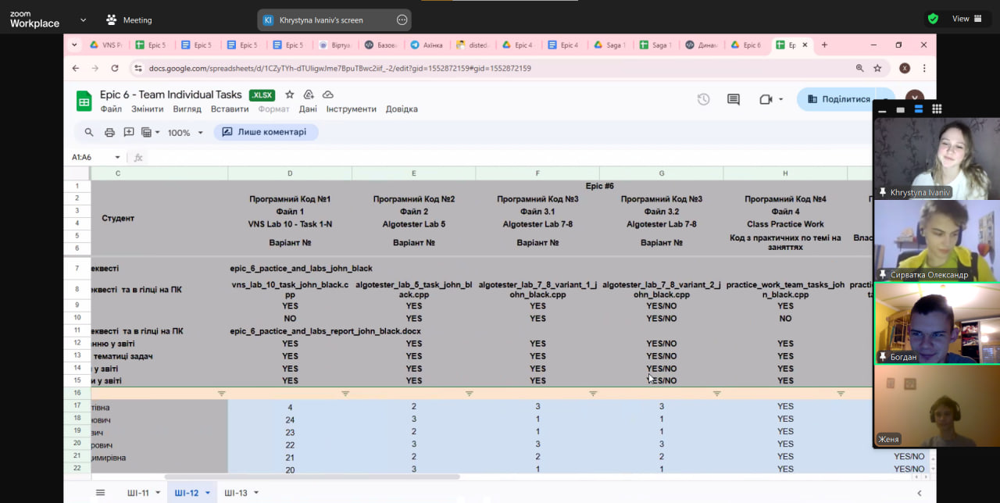 zoom
Workplace
Meeting
KI Khrystyna Ivaniv's screen
View
VNS P
Epic 5
Epic 5
Epic 5
Epic 5
Віртуа
Базов
Ахінка
disted
Epic 4
Epic 4
Saga 1
Saga 1
Динам
Epic 6
Ep
docs.google.com/spreadsheets/d/1CZyTYh-dTUligwJme7BpuT8wc2iif_-2/edit?gid=1552872159#gid=1552872159
X
Epic 6 - Team Individual Tasks .XLSX
Файл Змінити Вигляд Вставити Формат Дані Інструменти Довідка
Поділитися
100% Лише коментарі
A1:A6 fx
C D E F G H
1 Epic #6
2 Програмний Код №1 Програмний Код №2 Програмний Код №3 Програмний Код №3 Програмний Код №4
3 Студент Файл 1 Файл 2 Файл 3.1 Файл 3.2 Файл 4
4 VNS Lab 10 - Task 1-N Algotester Lab 5 Algotester Lab 7-8 Algotester Lab 7-8 Class Practice Work
5 Варіант № Варіант № Варіант № Варіант № Код з практичних по темі на Влас
6 заняттях
7 еквесті epic_6_pactice_and_labs_john_black
8 еквесті та в гілці на ПК vns_lab_10_task_john_black.c algotester_lab_5_task_john_bl algotester_lab_7_8_variant_1_j algotester_lab_7_8_variant_2_j practice_work_team_tasks_joh
pp ack.cpp ohn_black.cpp ohn_black.cpp n_black.cpp
9 YES YES YES YES/NO YES
10 NO YES YES YES/NO NO
11 еквесті та в гілці на ПК epic_6_pactice_and_labs_report_john_black.docx
12 нню у звіті YES YES YES YES/NO YES
13 тематиці задач YES YES YES YES/NO YES
14 у звіті YES YES YES YES/NO YES
15 и у звіті YES YES YES YES/NO YES
16
17 тівна 4 2 3 3 YES
18 нович 24 3 1 1 YES
19 вич 23 2 1 1 YES
20 рович 22 3 3 3 YES
21 димирівна 21 2 2 2 YES YES/NO
22 20 3 1 1 YES YES/NO
ШІ-11 ШІ-12 ШІ-13
Khrystyna Ivaniv
Сирватка Олександр
Богдан
Женя